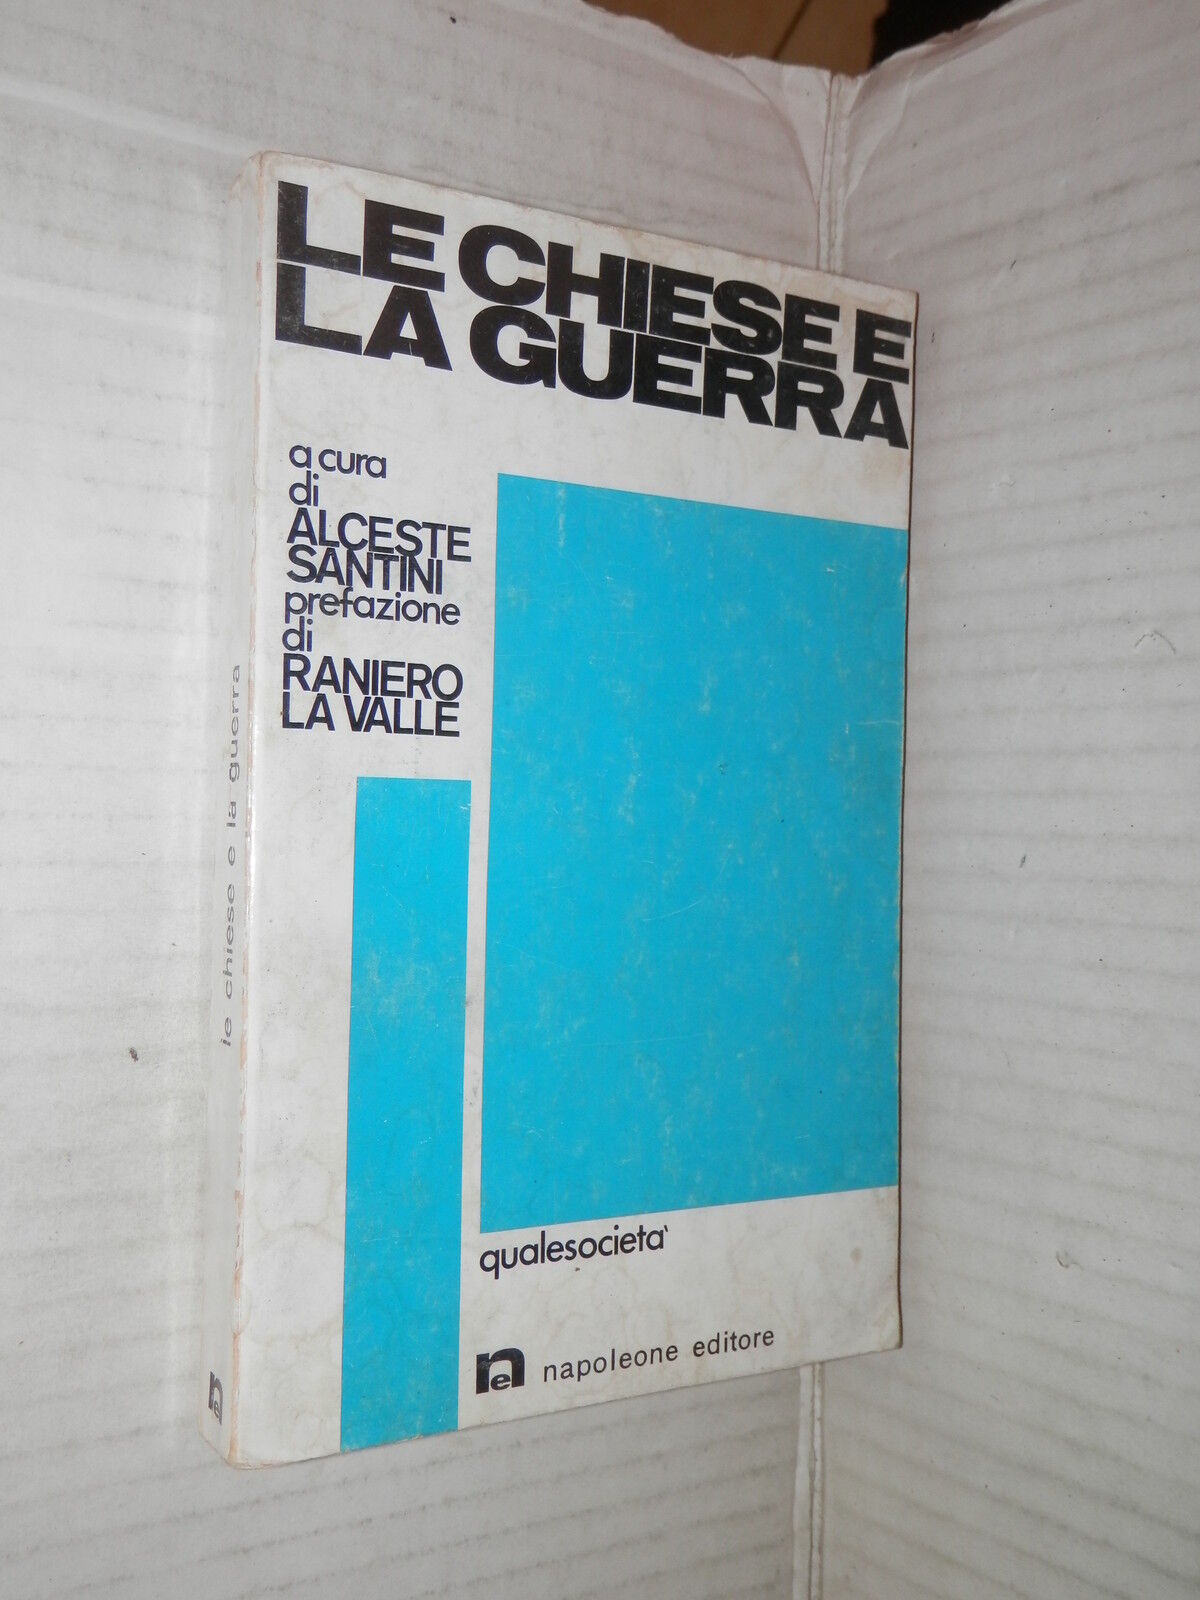 LE CHIESE E
LA GUERRA
a cura
di
ALCESTE
SANTINI
prefazione
di
RANIERO
LA VALLE
qualesocieta'
ne napoleone editore
le chiese e la guerra
ne